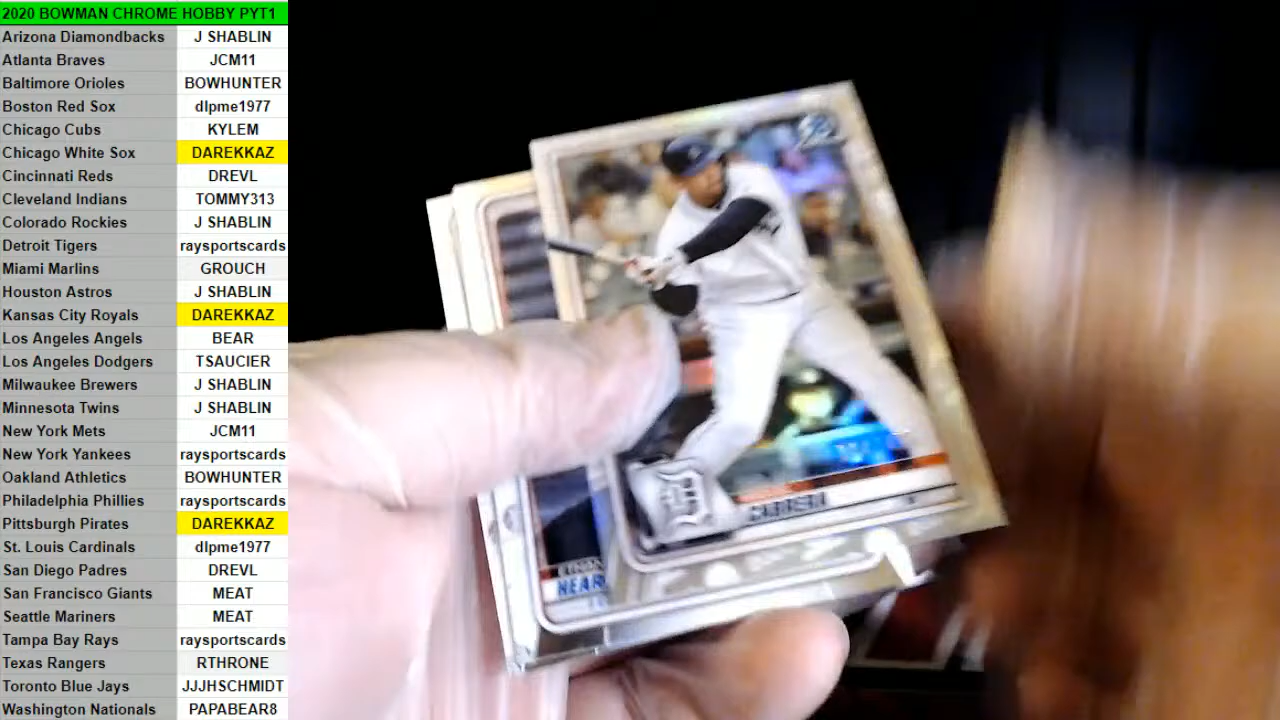 2020 BOWMAN CHROME HOBBY PYT1
Arizona Diamondbacks J SHABLIN
Atlanta Braves JCM11
Baltimore Orioles BOWHUNTER
Boston Red Sox dlpme1977
Chicago Cubs KYLEM
Chicago White Sox DAREKKAZ
Cincinnati Reds DREVL
Cleveland Indians TOMMY313
Colorado Rockies J SHABLIN
Detroit Tigers raysportscards
Miami Marlins GROUCH
Houston Astros J SHABLIN
Kansas City Royals DAREKKAZ
Los Angeles Angels BEAR
Los Angeles Dodgers TSAUCIER
Milwaukee Brewers J SHABLIN
Minnesota Twins J SHABLIN
New York Mets JCM11
New York Yankees raysportscards
Oakland Athletics BOWHUNTER
Philadelphia Phillies raysportscards
Pittsburgh Pirates DAREKKAZ
St. Louis Cardinals dlpme1977
San Diego Padres DREVL
San Francisco Giants MEAT
Seattle Mariners MEAT
Tampa Bay Rays raysportscards
Texas Rangers RTHRONE
Toronto Blue Jays JJJHSCHMIDT
Washington Nationals PAPABEAR8